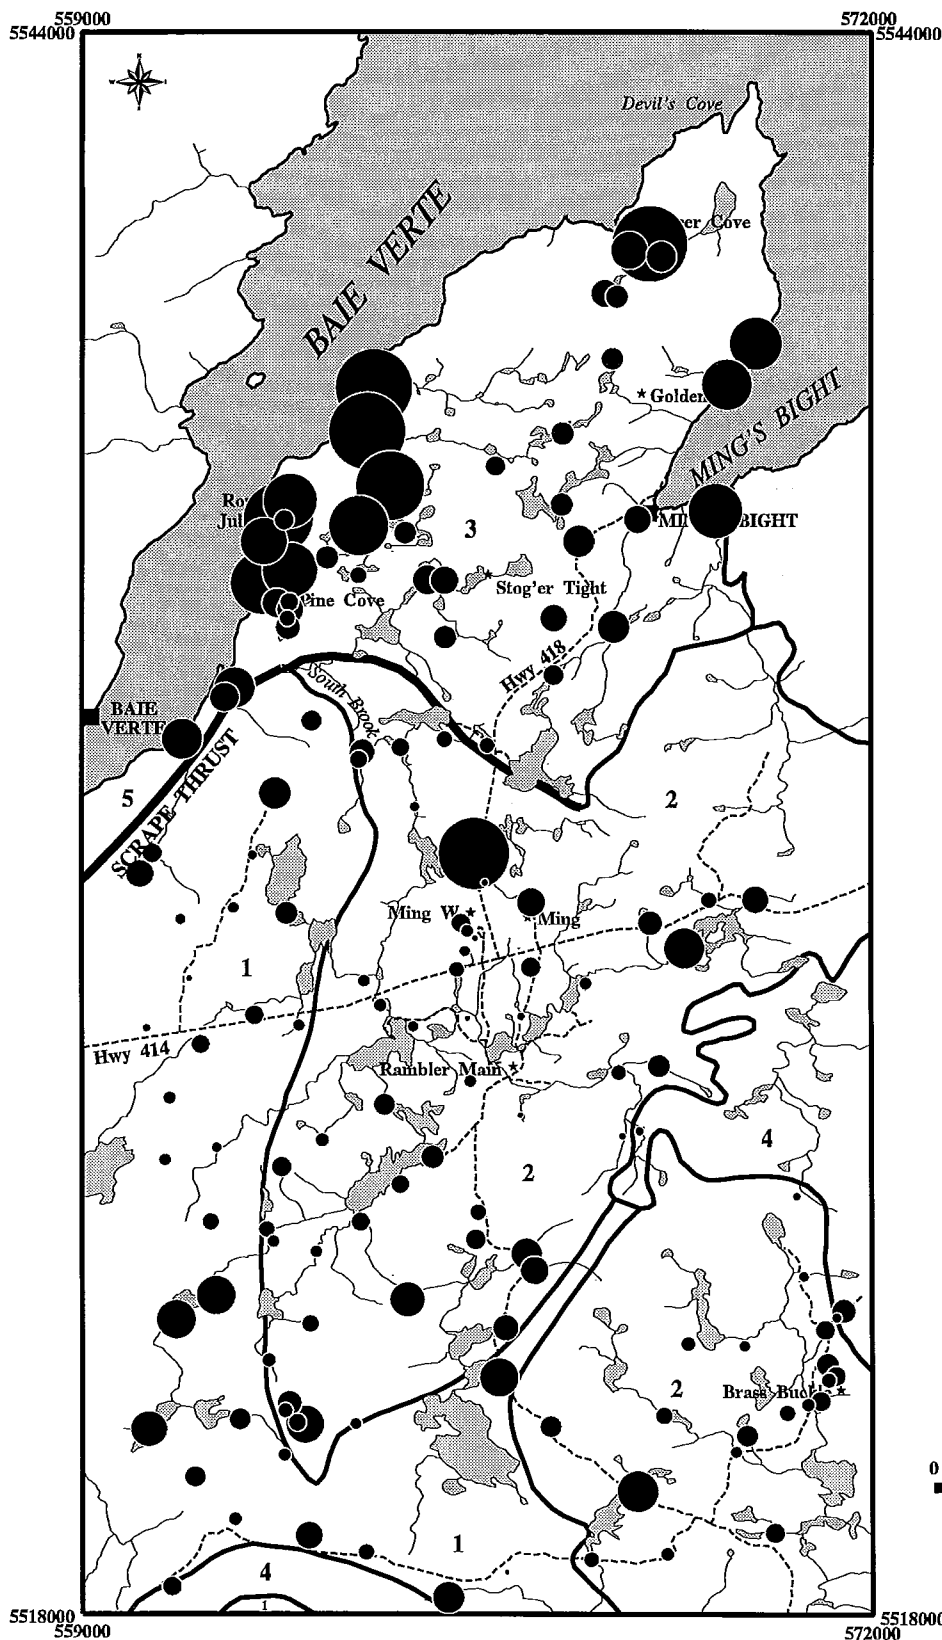 559000
572000
5544000
5544000
Devil's Cove
Cove
BAIE VERTE
Golden
MING'S BIGHT
3
BIGHT
Stog'er Tight
Pine Cove
Hwy 418
South Brook
BAIE
VERTE
SCRAPE THRUST
5
2
Ming W
Ming
1
Hwy 414
Rambler Main
4
2
2
Brass Buckle
0
1
4
1
5518000
5518000
559000
572000